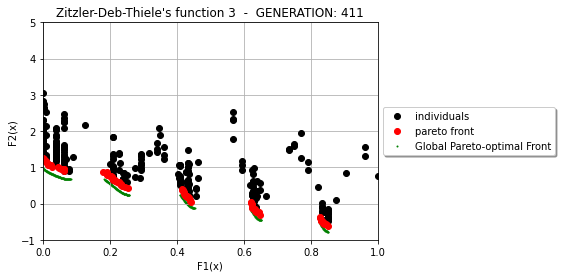 Zitzler-Deb-Thiele's function 3  -  GENERATION: 411
5
4
3
2
1
0
−1
F2(x)
0.0 0.2 0.4 0.6 0.8 1.0
F1(x)
individuals
pareto front
Global Pareto-optimal Front